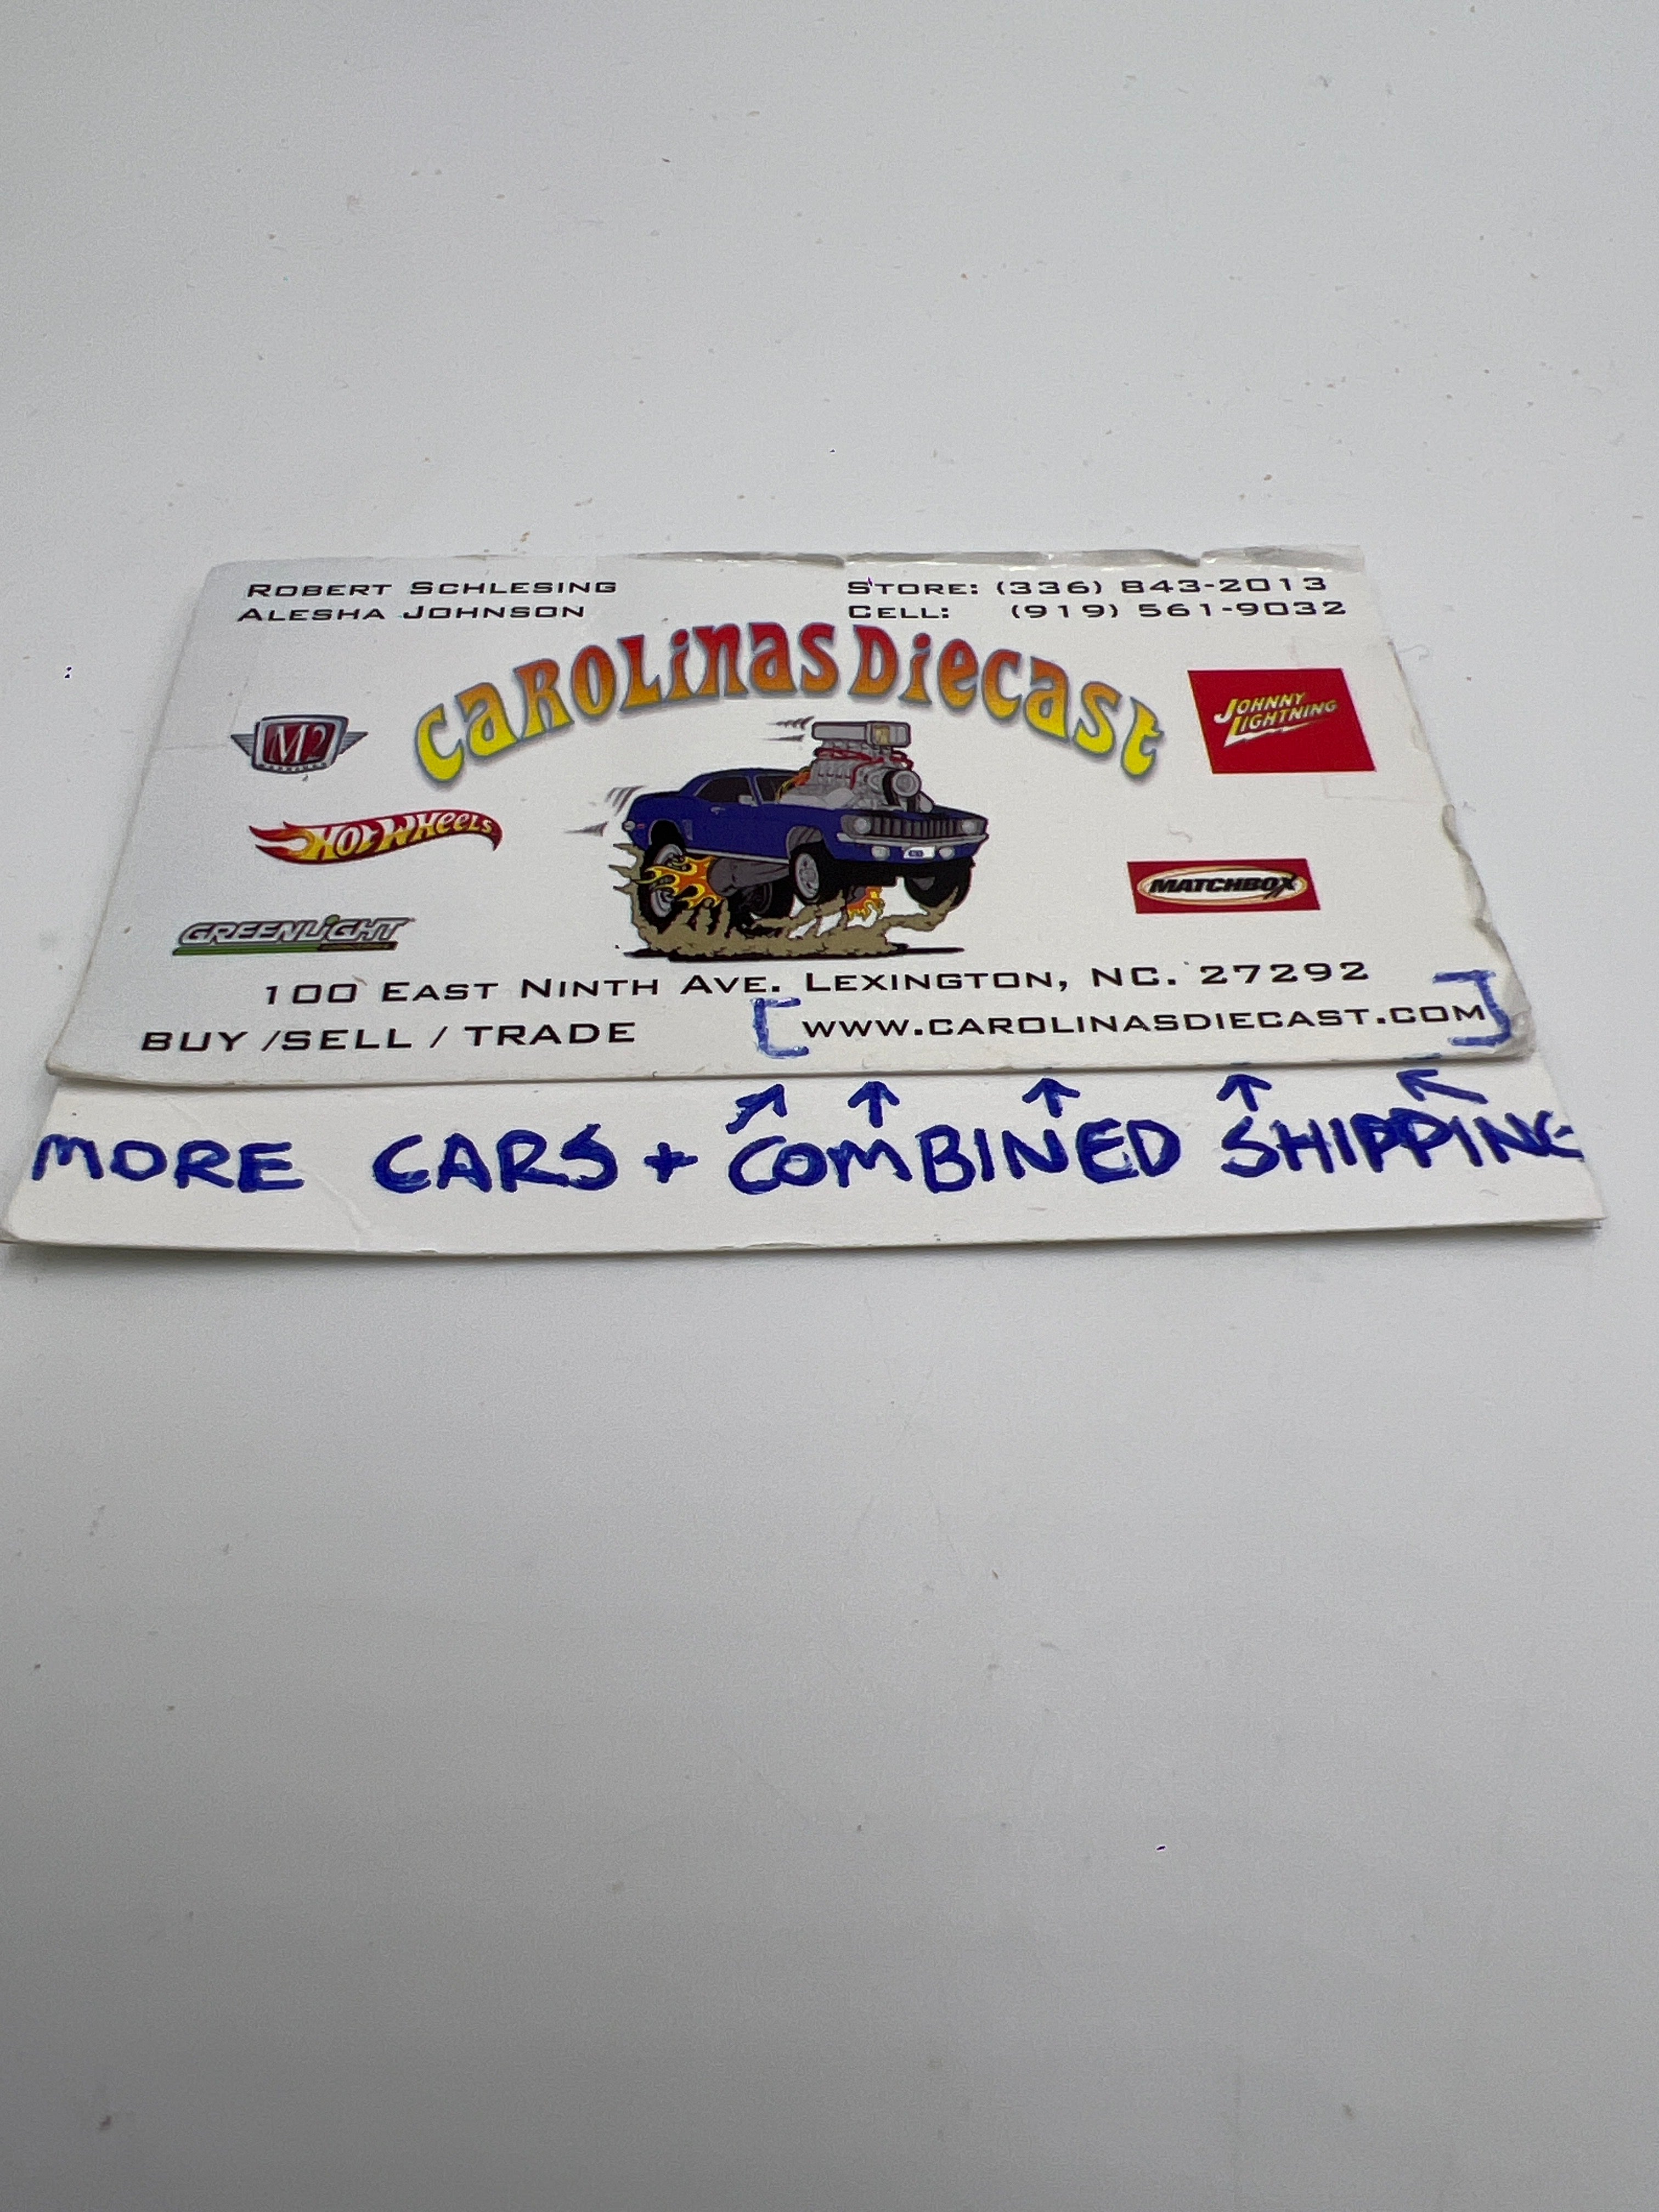 ROBERT SCHLESING
ALESHA JOHNSON
STORE: (336) 843-2013
CELL: (919) 561-9032
CAROLINAS DIECAST
M2
JOHNNY LIGHTNING
HOT WHEELS
MATCHBOX
GREENLIGHT
100 EAST NINTH AVE. LEXINGTON, NC. 27292
BUY /SELL / TRADE [WWW.CAROLINASDIECAST.COM]
MORE CARS + COMBINED SHIPPING